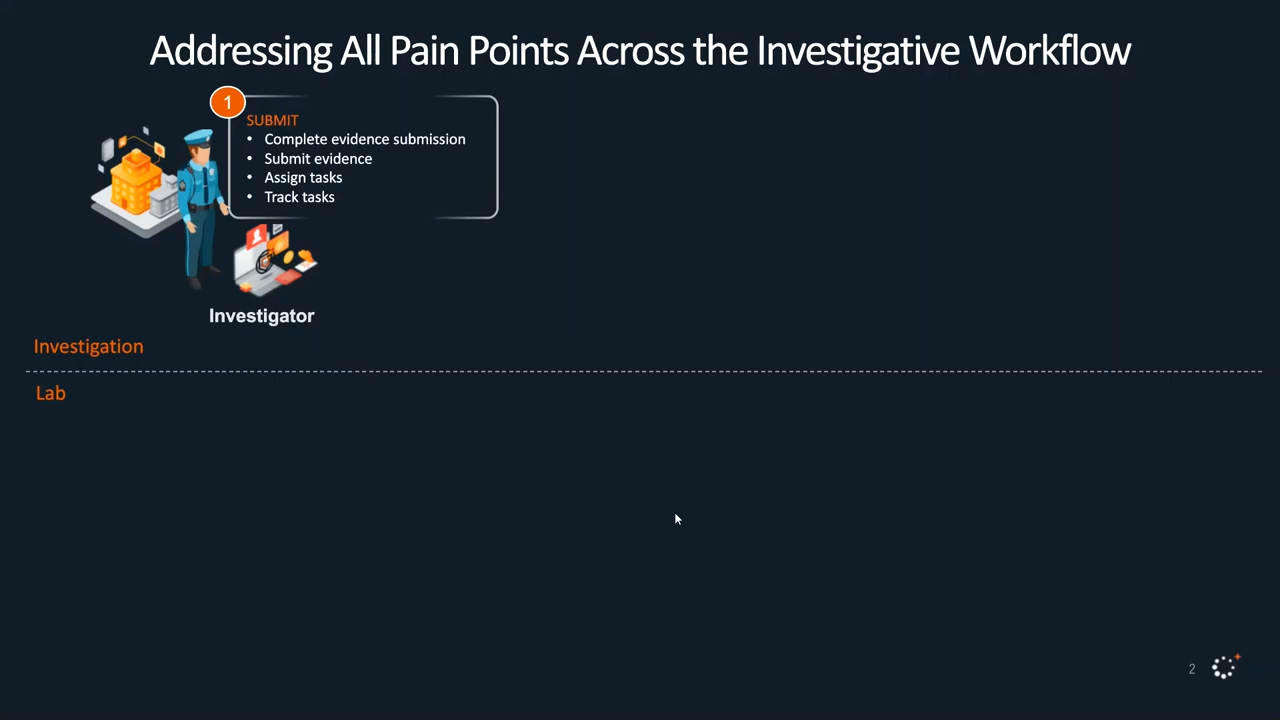 Addressing All Pain Points Across the Investigative Workflow
1
SUBMIT
• Complete evidence submission
• Submit evidence
• Assign tasks
• Track tasks
Investigator
Investigation
Lab
2